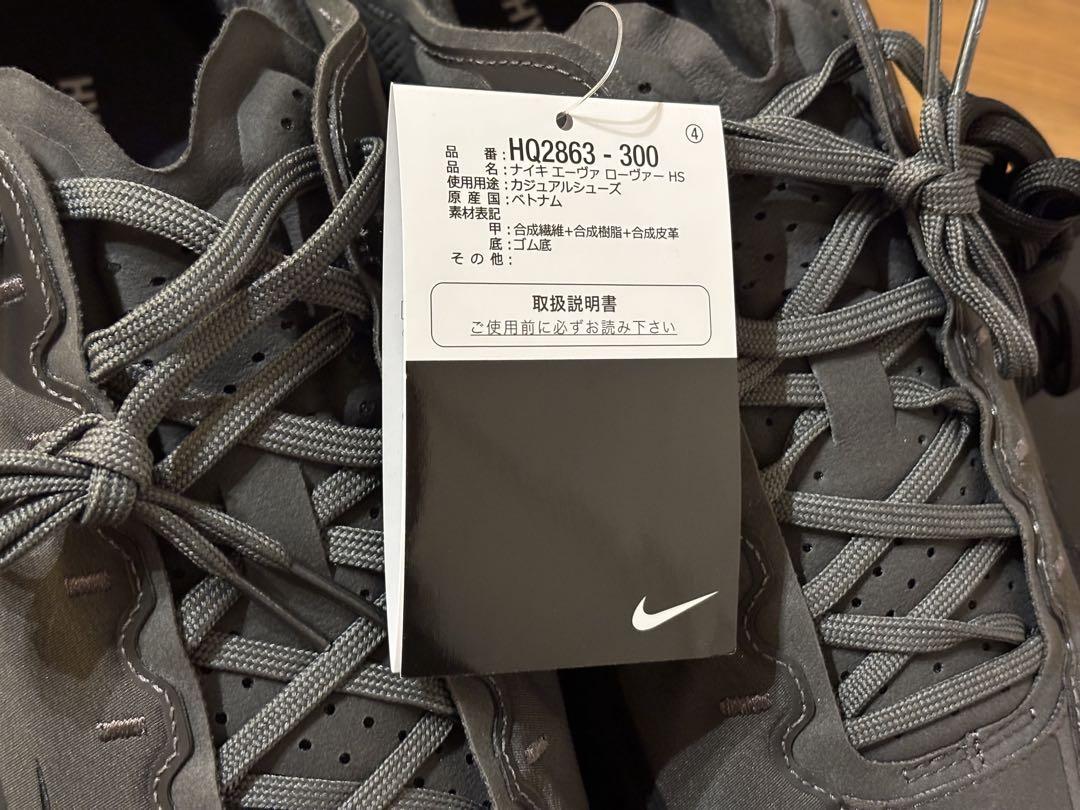 ④
品番:HQ2863-300
品名:ナイキ エーヴァ ローヴァー HS
使用用途:カジュアルシューズ
原産国:ベトナム
素材表記
甲:合成繊維+合成樹脂+合成皮革
底:ゴム底
その他:
取扱説明書
ご使用前に必ずお読み下さい